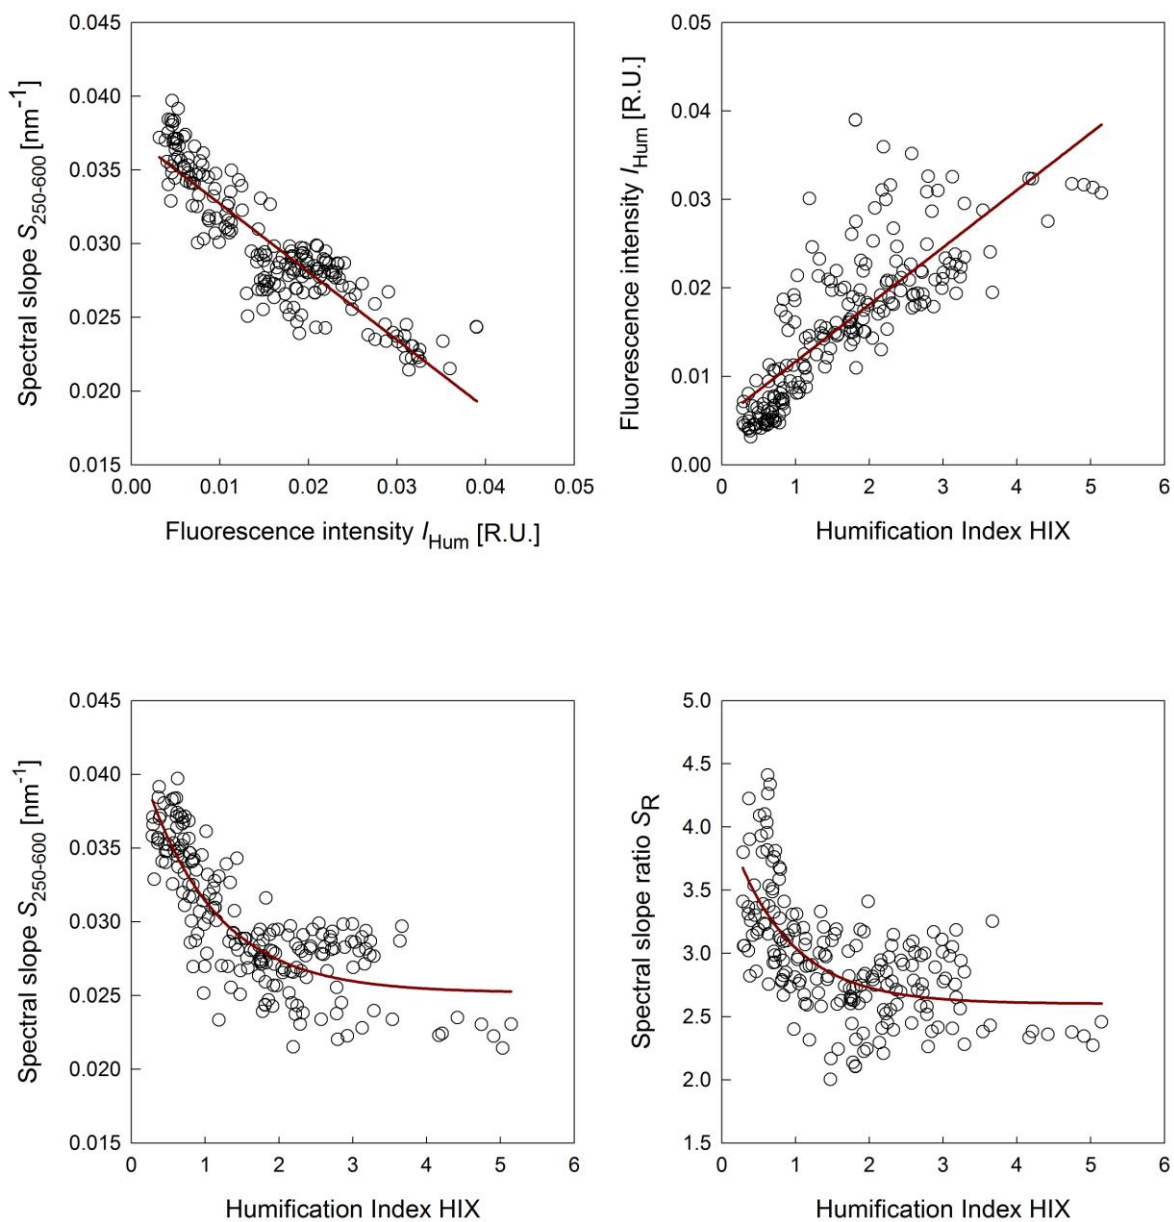 0.045
0.040
0.035
0.030
0.025
0.020
0.015
Spectral slope S250-600 [nm-1]
0.00 0.01 0.02 0.03 0.04 0.05
Fluorescence intensity IHum [R.U.]
0.05
0.04
0.03
0.02
0.01
0.00
Fluorescence intensity IHum [R.U.]
0 1 2 3 4 5 6
Humification Index HIX
0.045
0.040
0.035
0.030
0.025
0.020
0.015
Spectral slope S250-600 [nm-1]
0 1 2 3 4 5 6
Humification Index HIX
5.0
4.5
4.0
3.5
3.0
2.5
2.0
1.5
Spectral slope ratio SR
0 1 2 3 4 5 6
Humification Index HIX